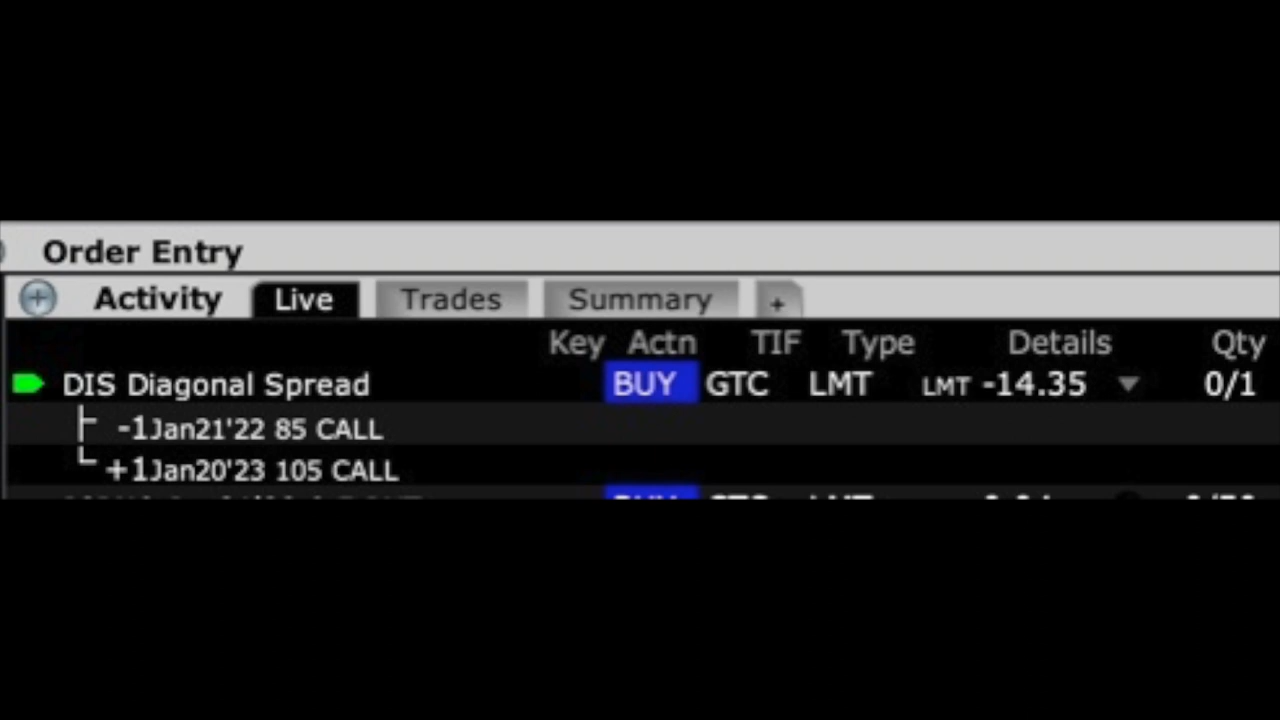 Order Entry
Activity Live Trades Summary +
Key Actn TIF Type Details Qty
DIS Diagonal Spread BUY GTC LMT LMT -14.35 0/1
-1Jan21'22 85 CALL
+1Jan20'23 105 CALL